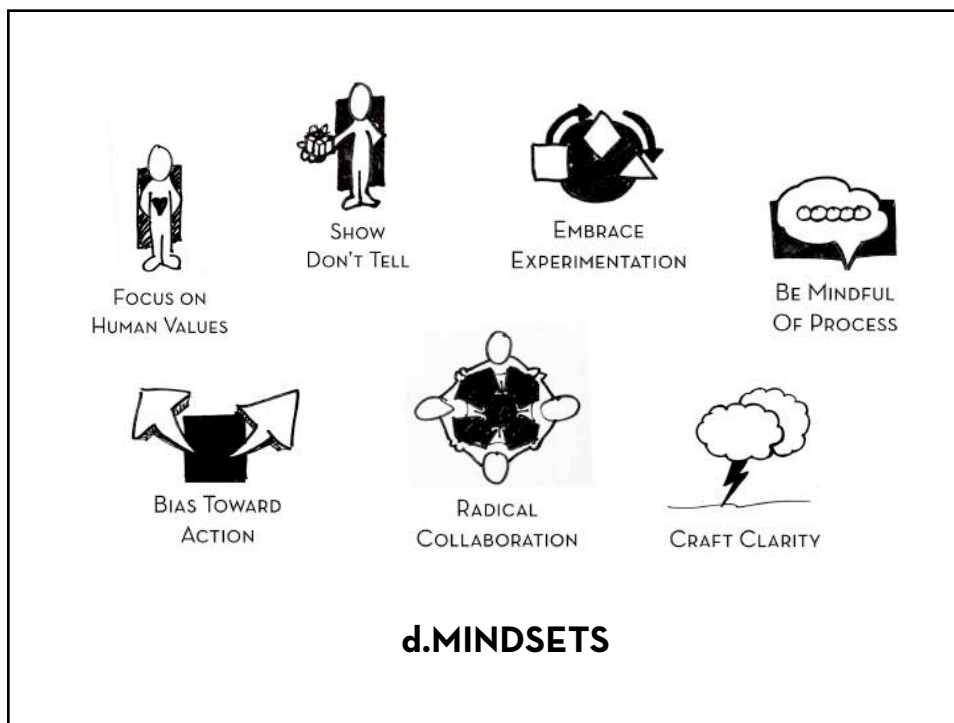 FOCUS ON
HUMAN VALUES
SHOW
DON'T TELL
EMBRACE
EXPERIMENTATION
BE MINDFUL
OF PROCESS
BIAS TOWARD
ACTION
RADICAL
COLLABORATION
CRAFT CLARITY
d.MINDSETS